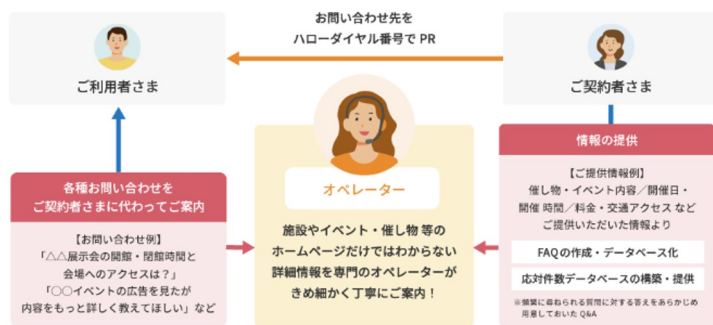 お問い合わせ先を
ハローダイヤル番号で PR
ご利用者さま
ご契約者さま
各種お問い合わせを
ご契約者さまに代わってご案内
【お問い合わせ例】
「△△展示会の開館・閉館時間と
会場へのアクセスは？」
「○○イベントの広告を見たが
内容をもっと詳しく教えてほしい」など
オペレーター
施設やイベント・催し物 等の
ホームページだけではわからない
詳細情報を専門のオペレーターが
きめ細かく丁寧にご案内！
情報の提供
【ご提供情報例】
催し物・イベント内容／開催日・
開催 時間／料金・交通アクセス など
ご提供いただいた情報より
FAQの作成・データベース化
応対件数データベースの構築・提供
※頻繁に尋ねられる質問に対する答えをあらかじめ
用意しておいた Q&A